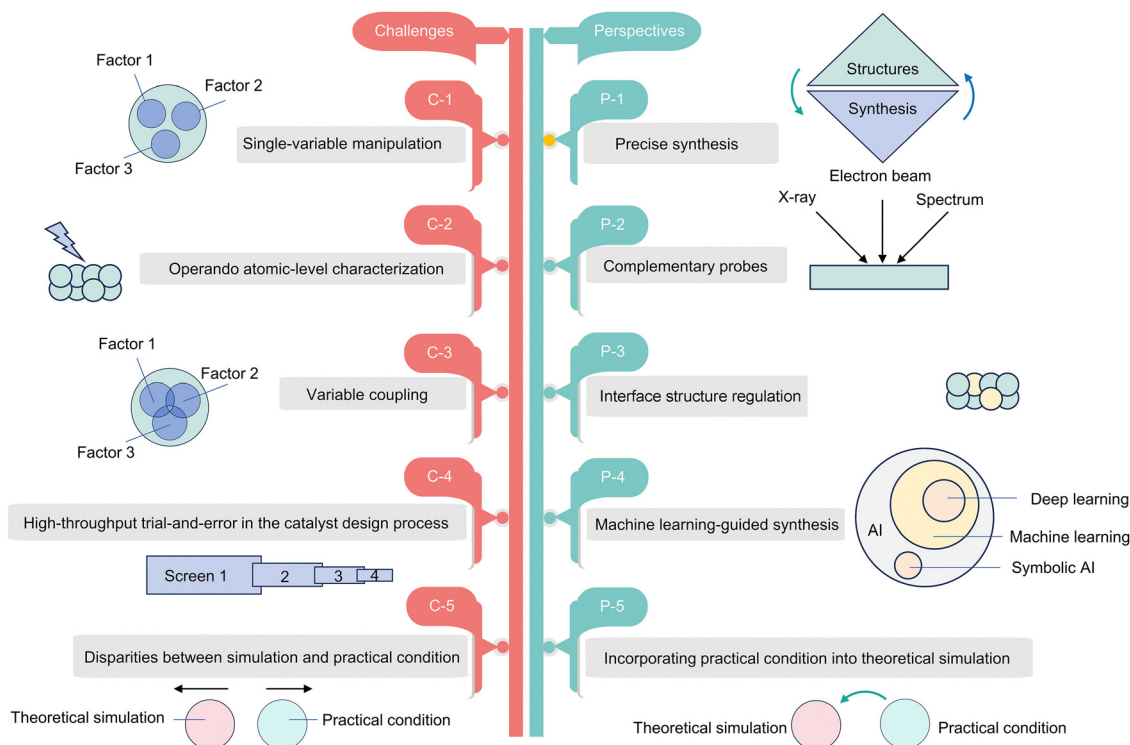 Challenges
Perspectives
Factor 1
Factor 2
Factor 3
C-1
Single-variable manipulation
P-1
Precise synthesis
Structures
Synthesis
Electron beam
X-ray
Spectrum
C-2
Operando atomic-level characterization
P-2
Complementary probes
Factor 1
Factor 2
Factor 3
C-3
Variable coupling
P-3
Interface structure regulation
C-4
High-throughput trial-and-error in the catalyst design process
Screen 1
2
3
4
P-4
Machine learning-guided synthesis
AI
Deep learning
Machine learning
Symbolic AI
C-5
Disparities between simulation and practical condition
Theoretical simulation
Practical condition
P-5
Incorporating practical condition into theoretical simulation
Theoretical simulation
Practical condition